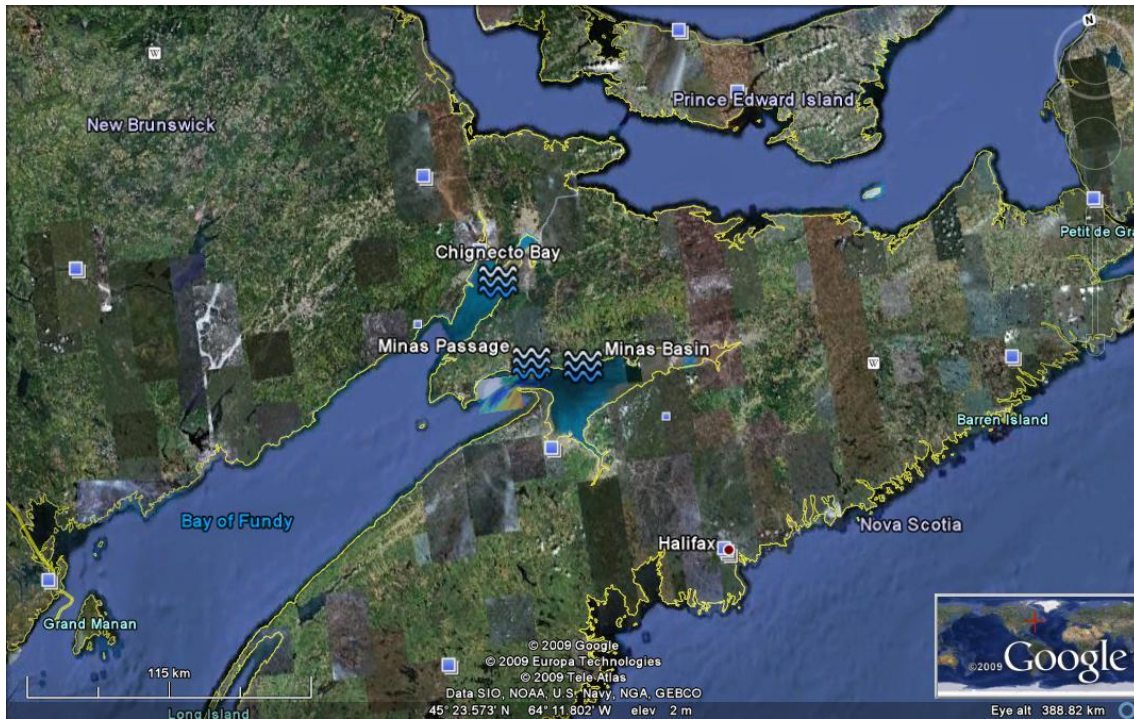 N
W
Prince Edward Island
New Brunswick
Petit de Gra
Chignecto Bay
Minas Passage
Minas Basin
W
Barren Island
Bay of Fundy
Nova Scotia
Halifax
Grand Manan
© 2009 Google
© 2009 Europa Technologies
© 2009 Tele Atlas
Data SIO, NOAA, U.S. Navy, NGA, GEBCO
115 km
Long Island
©2009 Google
45° 23.573' N 64° 11.802' W elev 2 m
Eye alt 388.82 km